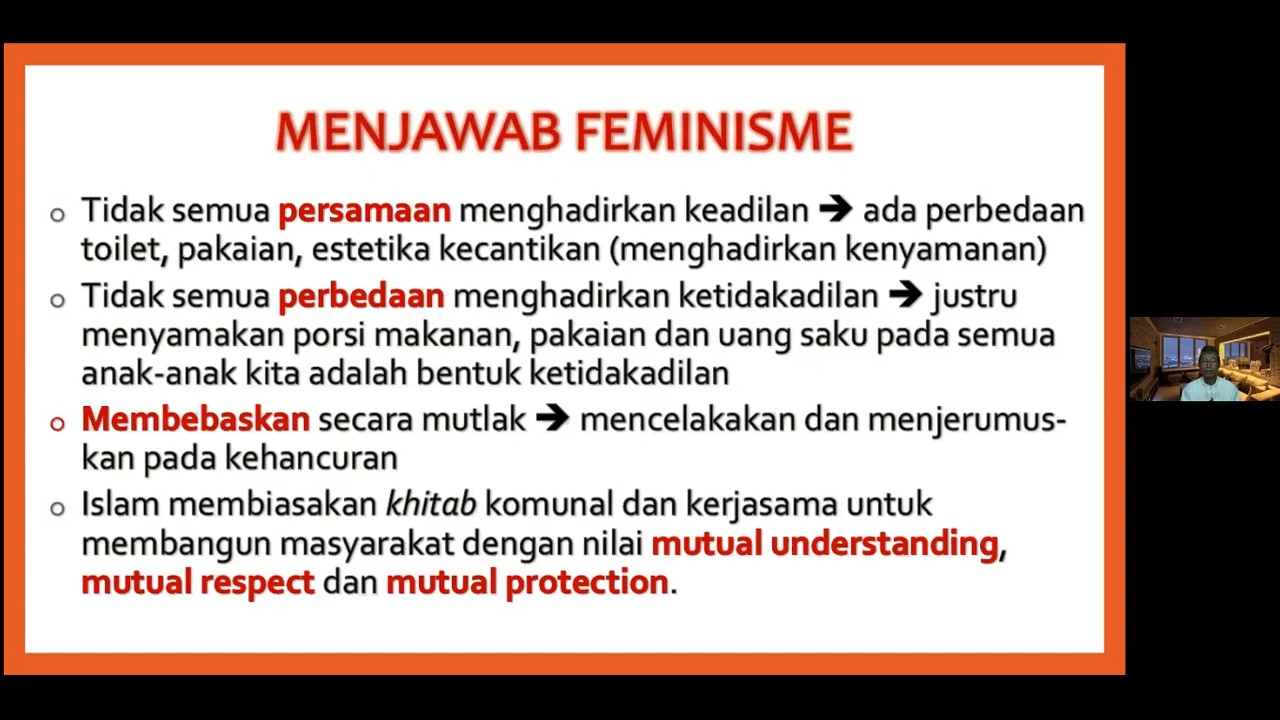 MENJAWAB FEMINISME
Tidak semua persamaan menghadirkan keadilan ➔ ada perbedaan
toilet, pakaian, estetika kecantikan (menghadirkan kenyamanan)
Tidak semua perbedaan menghadirkan ketidakadilan ➔ justru
menyamakan porsi makanan, pakaian dan uang saku pada semua
anak-anak kita adalah bentuk ketidakadilan
Membebaskan secara mutlak ➔ mencelakakan dan menjerumus-
kan pada kehancuran
Islam membiasakan khitab komunal dan kerjasama untuk
membangun masyarakat dengan nilai mutual understanding,
mutual respect dan mutual protection.